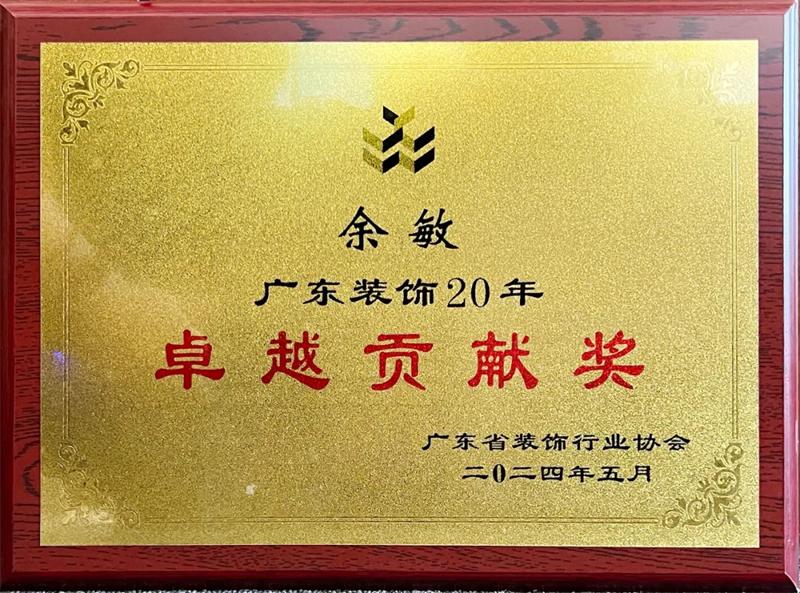 余敏
广东装饰20年
卓越贡献奖
广东省装饰行业协会
二0二四年五月